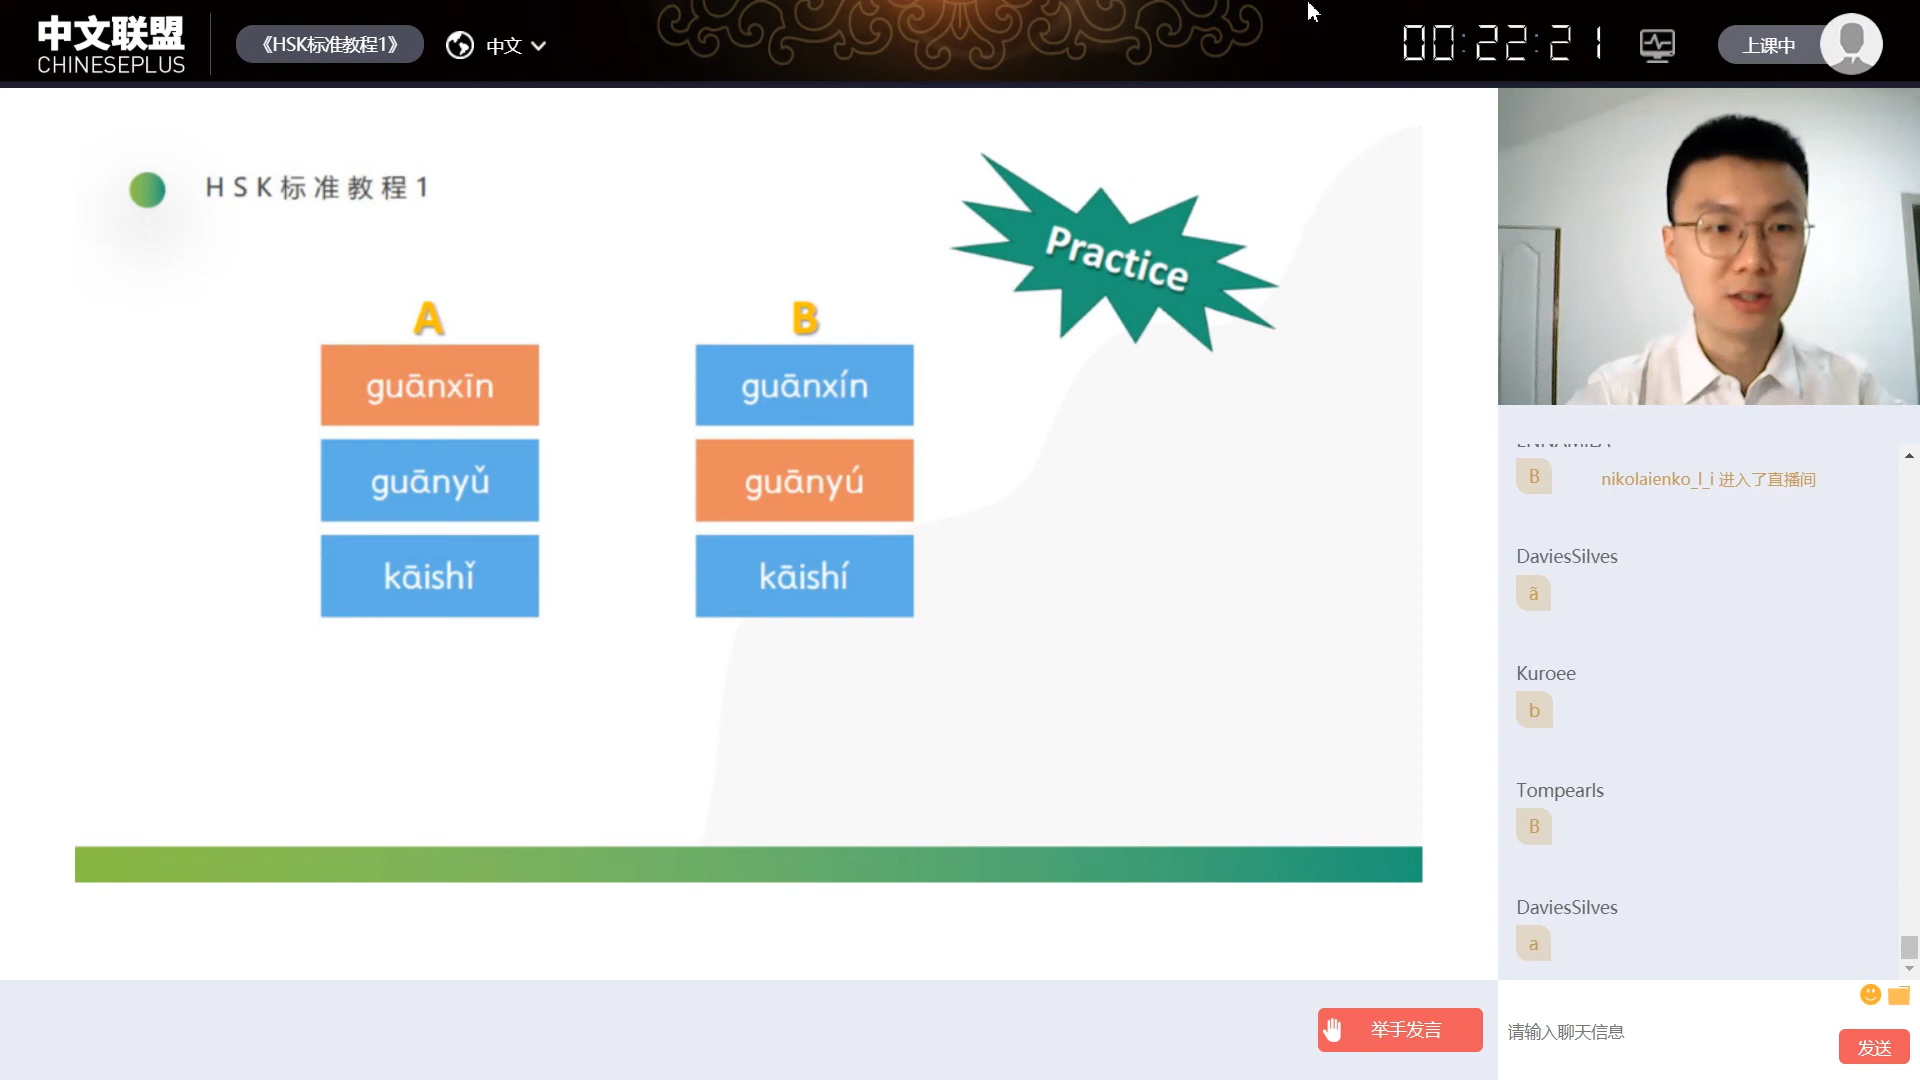 中文联盟
CHINESEPLUS
《HSK标准教程1》
中文
00:22:21
上课中
HSK标准教程1
Practice
A
B
guānxīn
guānxín
guānyǔ
guānyú
kāishǐ
kāishí
B
nikolaienko_l_i 进入了直播间
DaviesSilves
ã
Kuroee
b
Tompearls
B
DaviesSilves
a
举手发言
请输入聊天信息
发送